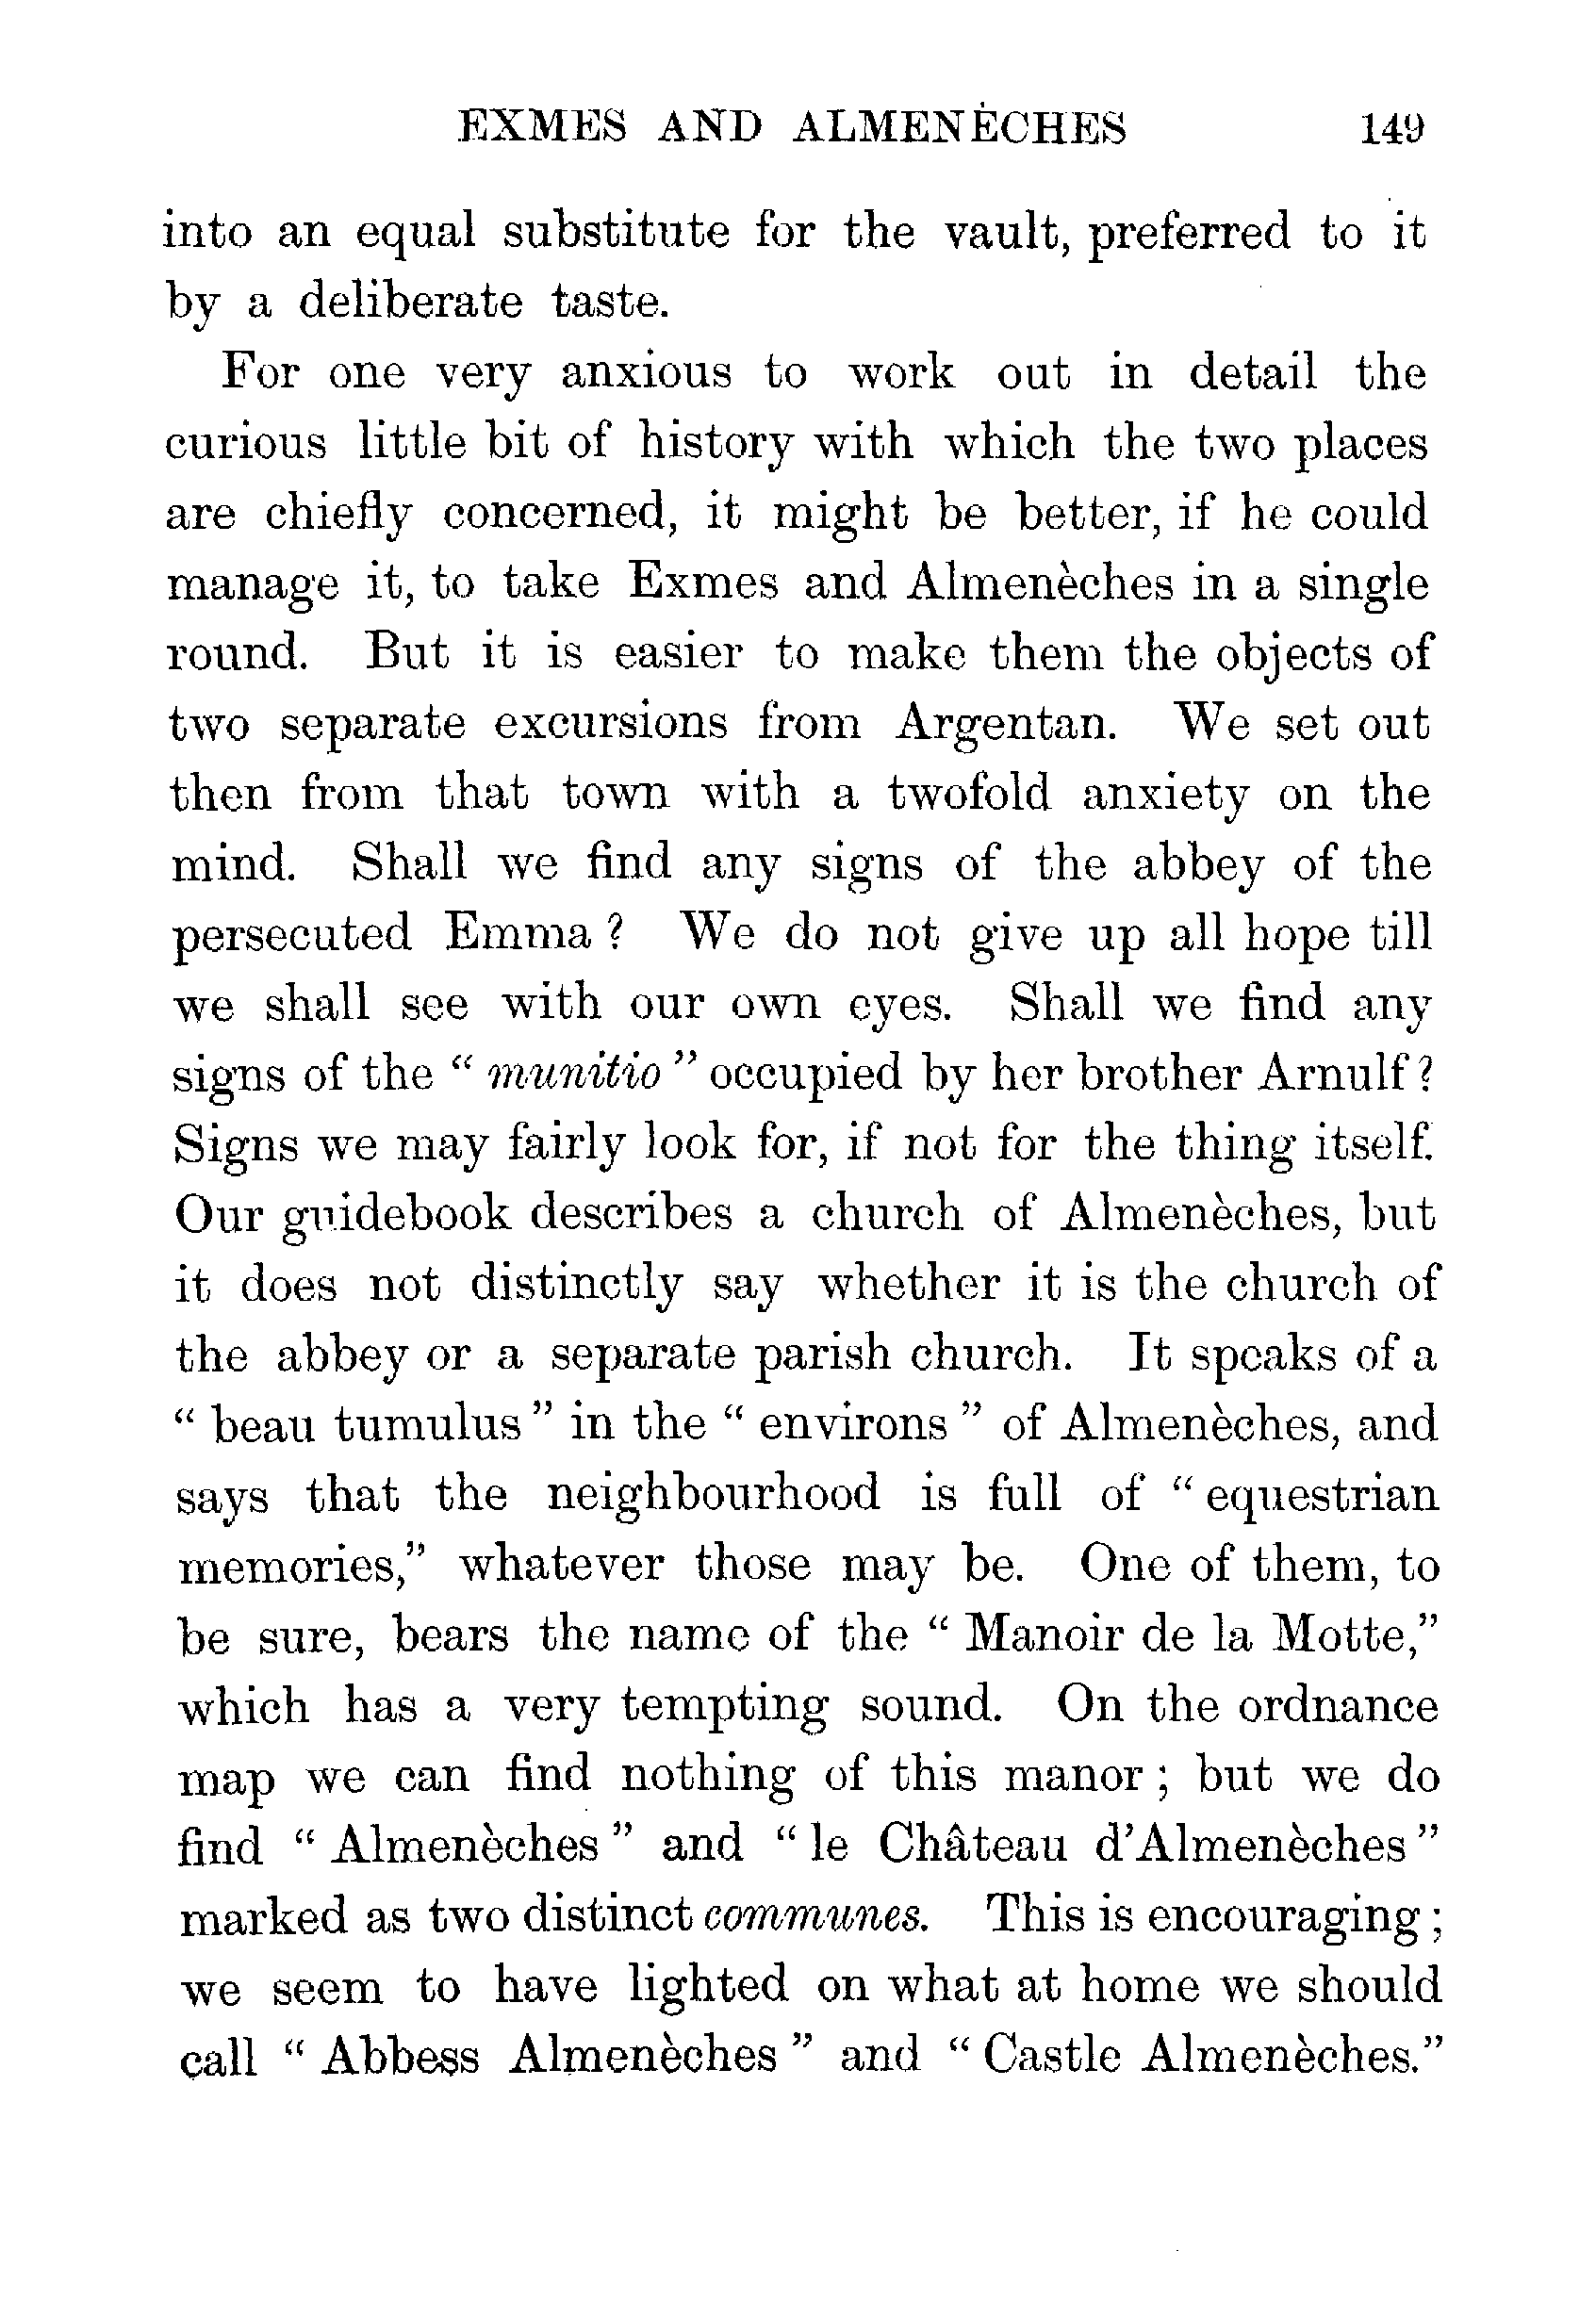 EXMES AND ALMENÈCHES 149
into an equal substitute for the vault, preferred to it
by a deliberate taste.
For one very anxious to work out in detail the
curious little bit of history with which the two places
are chiefly concerned, it might be better, if he could
manage it, to take Exmes and Almenèches in a single
round. But it is easier to make them the objects of
two separate excursions from Argentan. We set out
then from that town with a twofold anxiety on the
mind. Shall we find any signs of the abbey of the
persecuted Emma? We do not give up all hope till
we shall see with our own eyes. Shall we find any
signs of the “munitio” occupied by her brother Arnulf?
Signs we may fairly look for, if not for the thing itself.
Our guidebook describes a church of Almenèches, but
it does not distinctly say whether it is the church of
the abbey or a separate parish church. It speaks of a
“beau tumulus” in the “environs” of Almenèches, and
says that the neighbourhood is full of “equestrian
memories,” whatever those may be. One of them, to
be sure, bears the name of the “Manoir de la Motte,”
which has a very tempting sound. On the ordnance
map we can find nothing of this manor; but we do
find “Almenèches” and “le Château d'Almenèches”
marked as two distinct communes. This is encouraging;
we seem to have lighted on what at home we should
call “Abbess Almenèches” and “Castle Almenèches.”